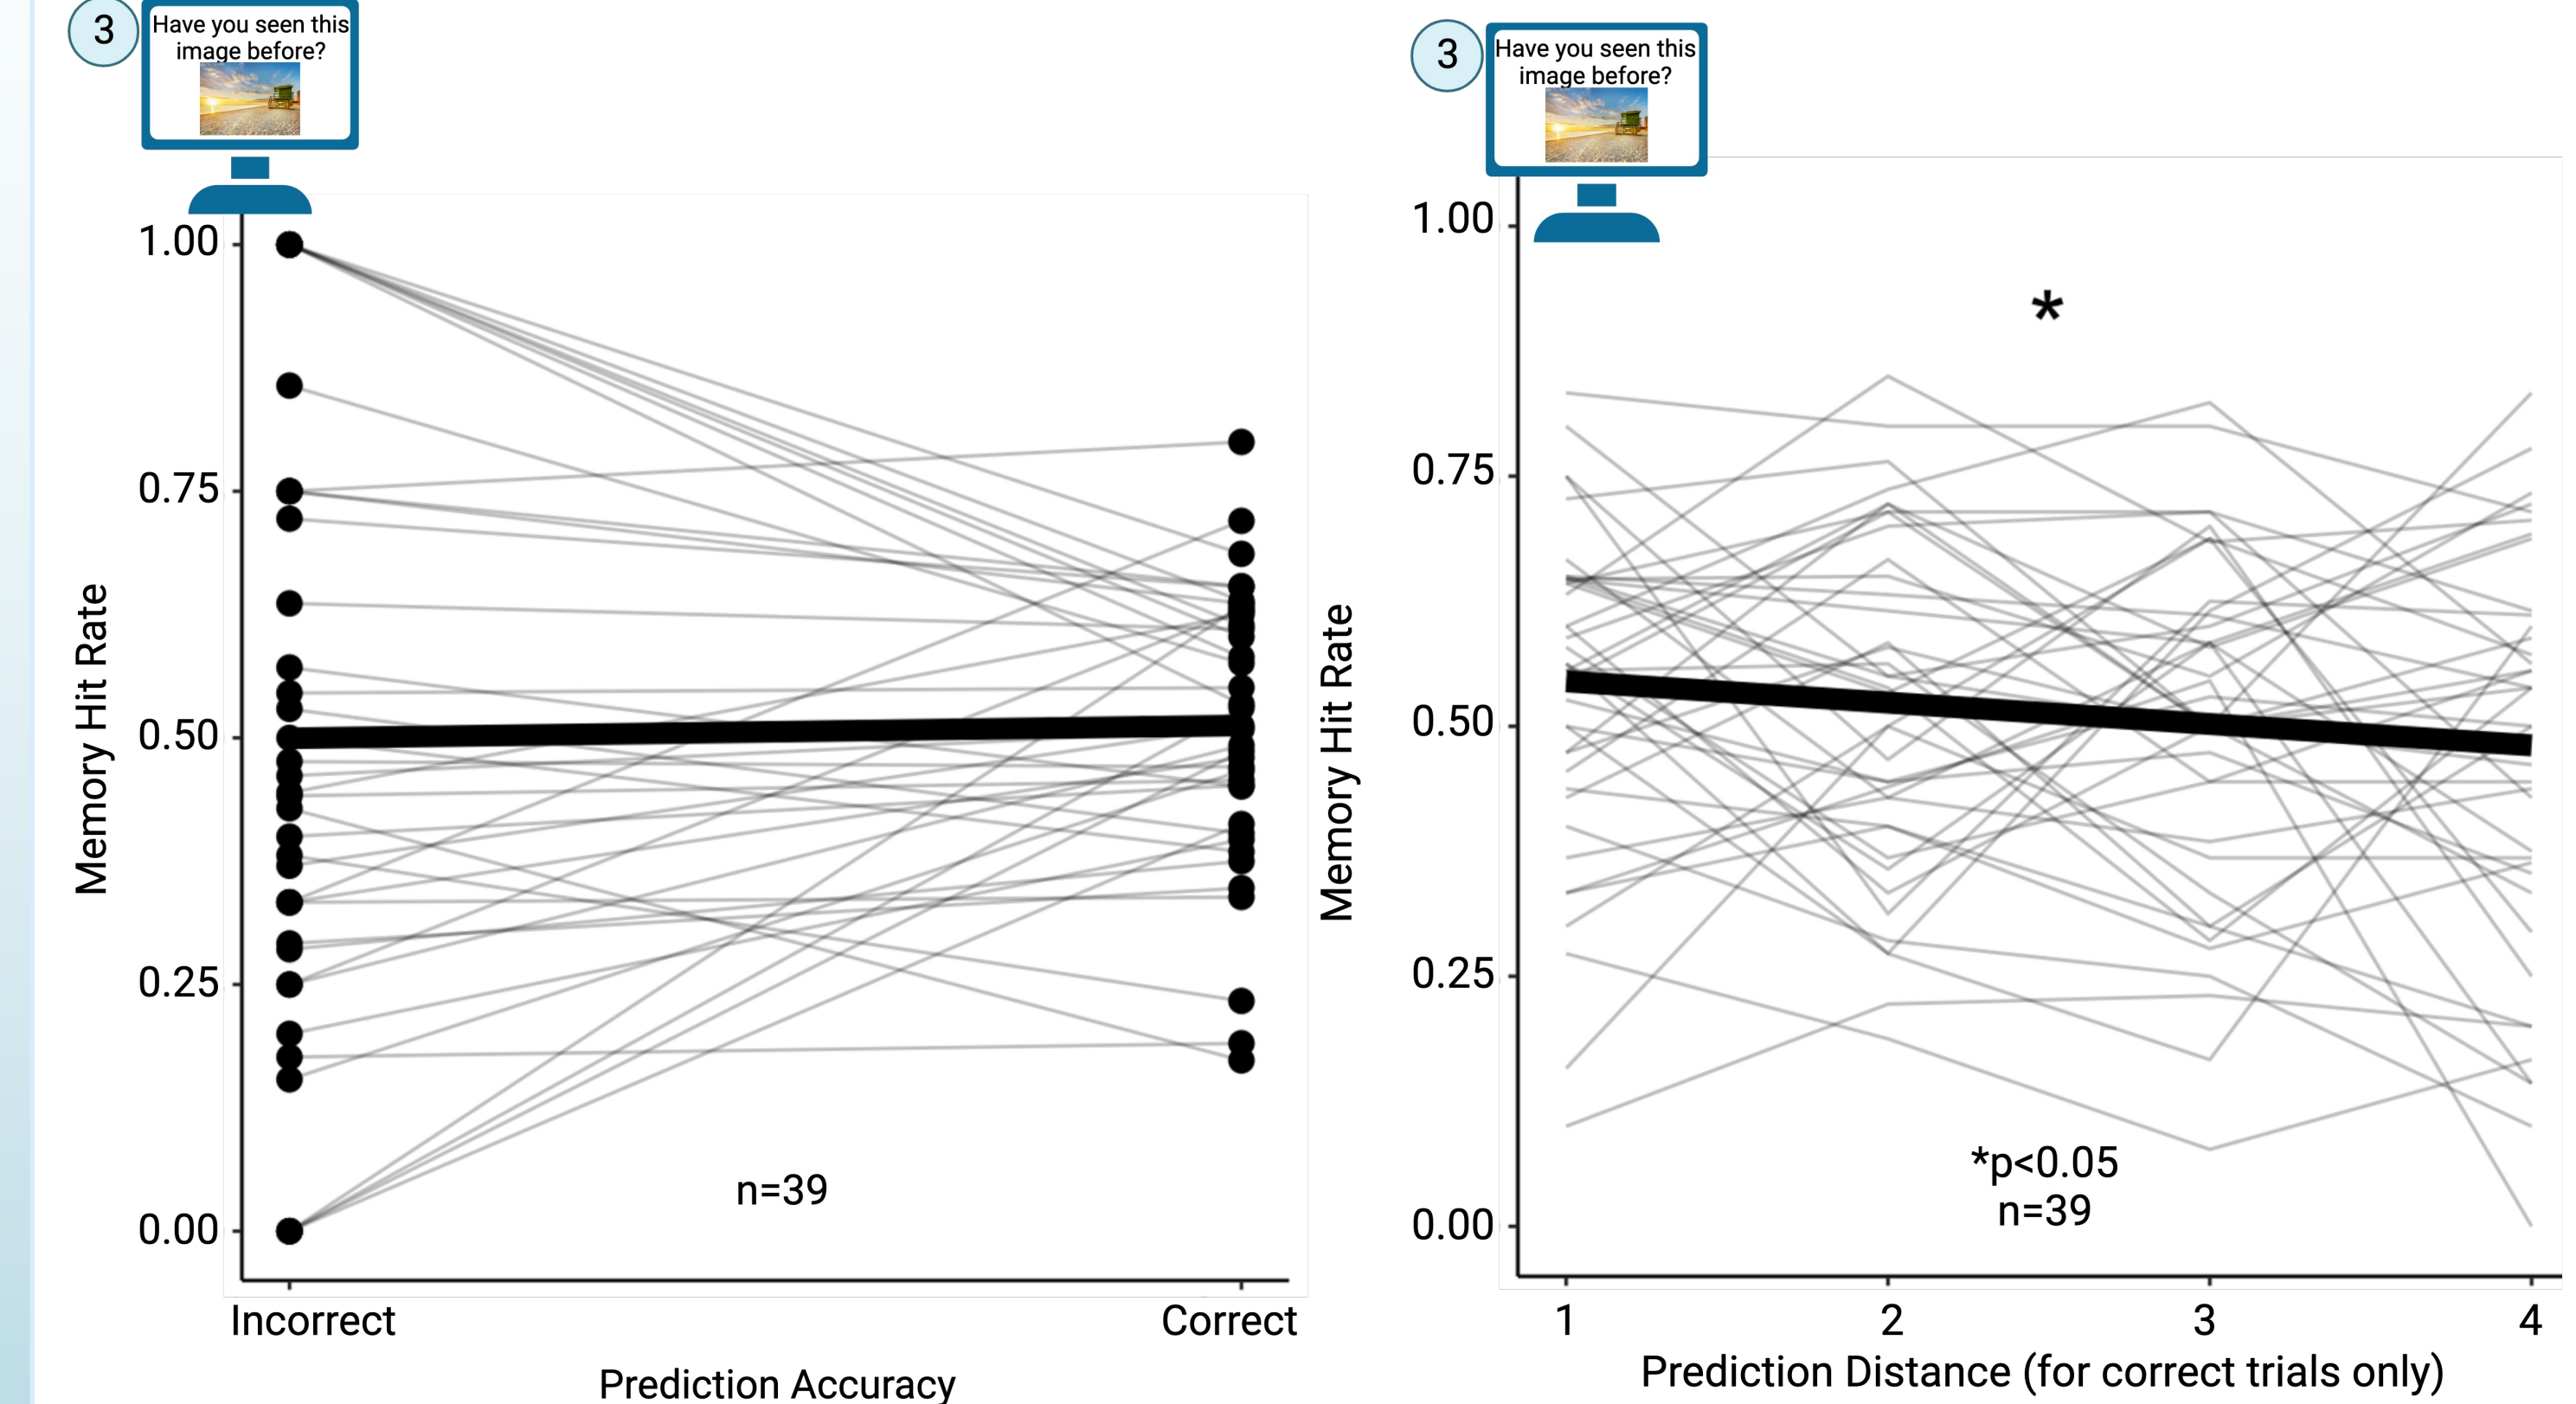 3
Have you seen this
image before?
1.00
0.75
0.50
0.25
0.00
Memory Hit Rate
n=39
Incorrect
Correct
Prediction Accuracy
3
Have you seen this
image before?
1.00
0.75
0.50
0.25
0.00
Memory Hit Rate
*
*p<0.05
n=39
1 2 3 4
Prediction Distance (for correct trials only)